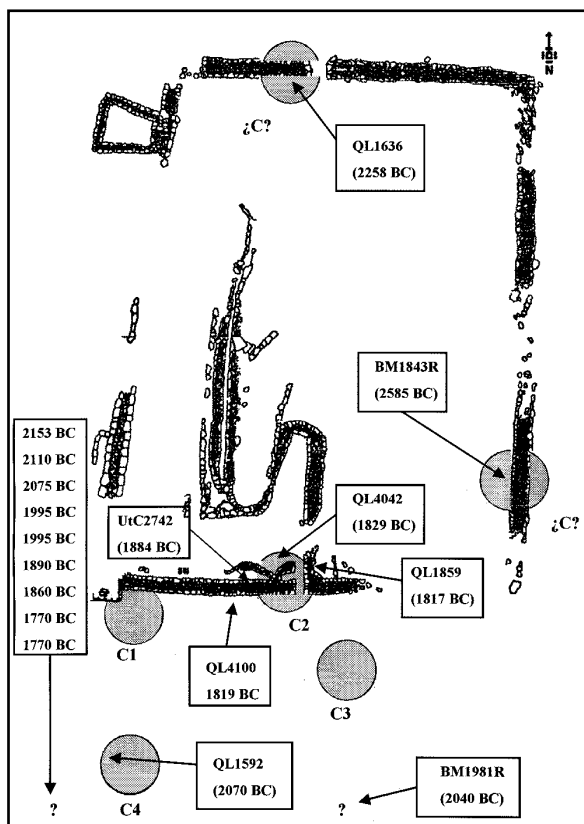 N
¿C?
QL1636
(2258 BC)
BM1843R
(2585 BC)
2153 BC
2110 BC
2075 BC
1995 BC
1995 BC
1890 BC
1860 BC
1770 BC
1770 BC
QL4042
(1829 BC)
UtC2742
(1884 BC)
¿C?
QL1859
(1817 BC)
C1
C2
QL4100
1819 BC
C3
QL1592
(2070 BC)
BM1981R
(2040 BC)
?
C4
?